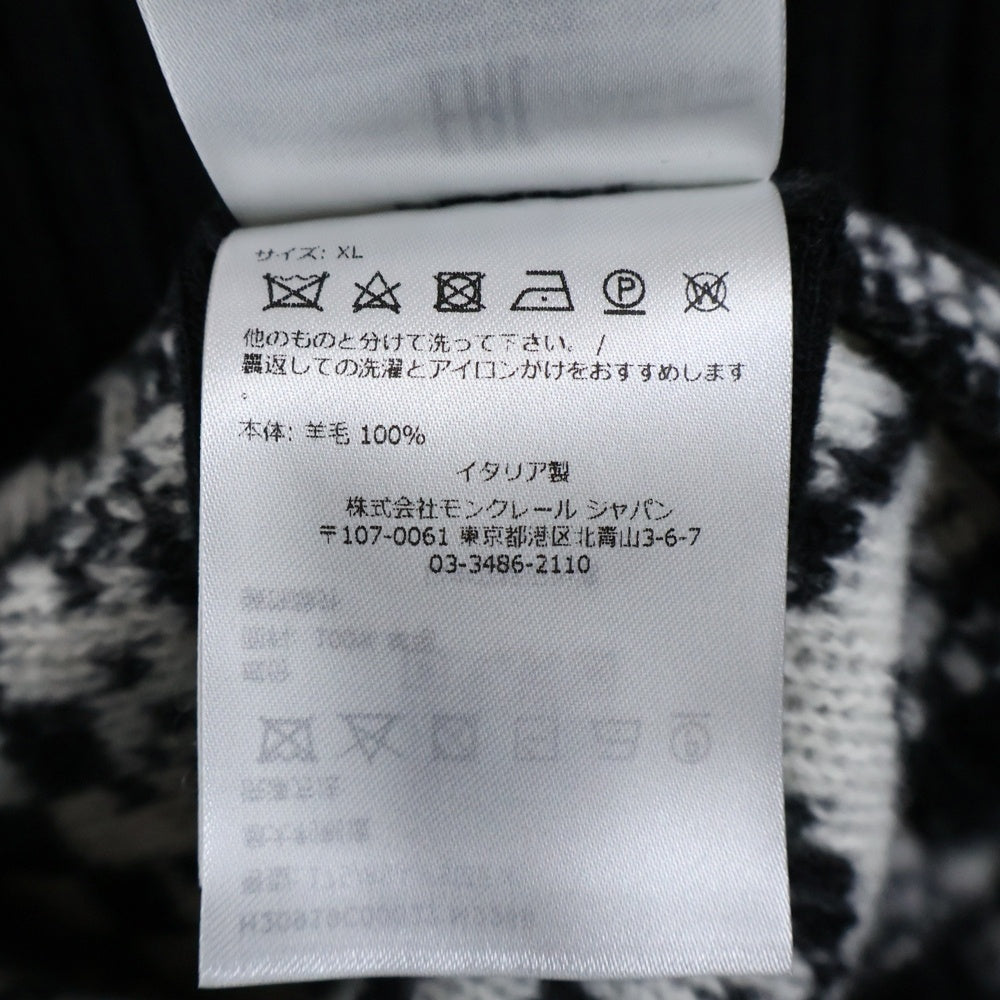 サイズ: XL
P W
他のものと分けて洗って下さい. /
裏返しての洗濯とアイロンがけをおすすめします
。
本体: 羊毛 100%
イタリア製
株式会社モンクレール ジャパン
〒107-0061 東京都港区北青山3-6-7
03-3486-2110